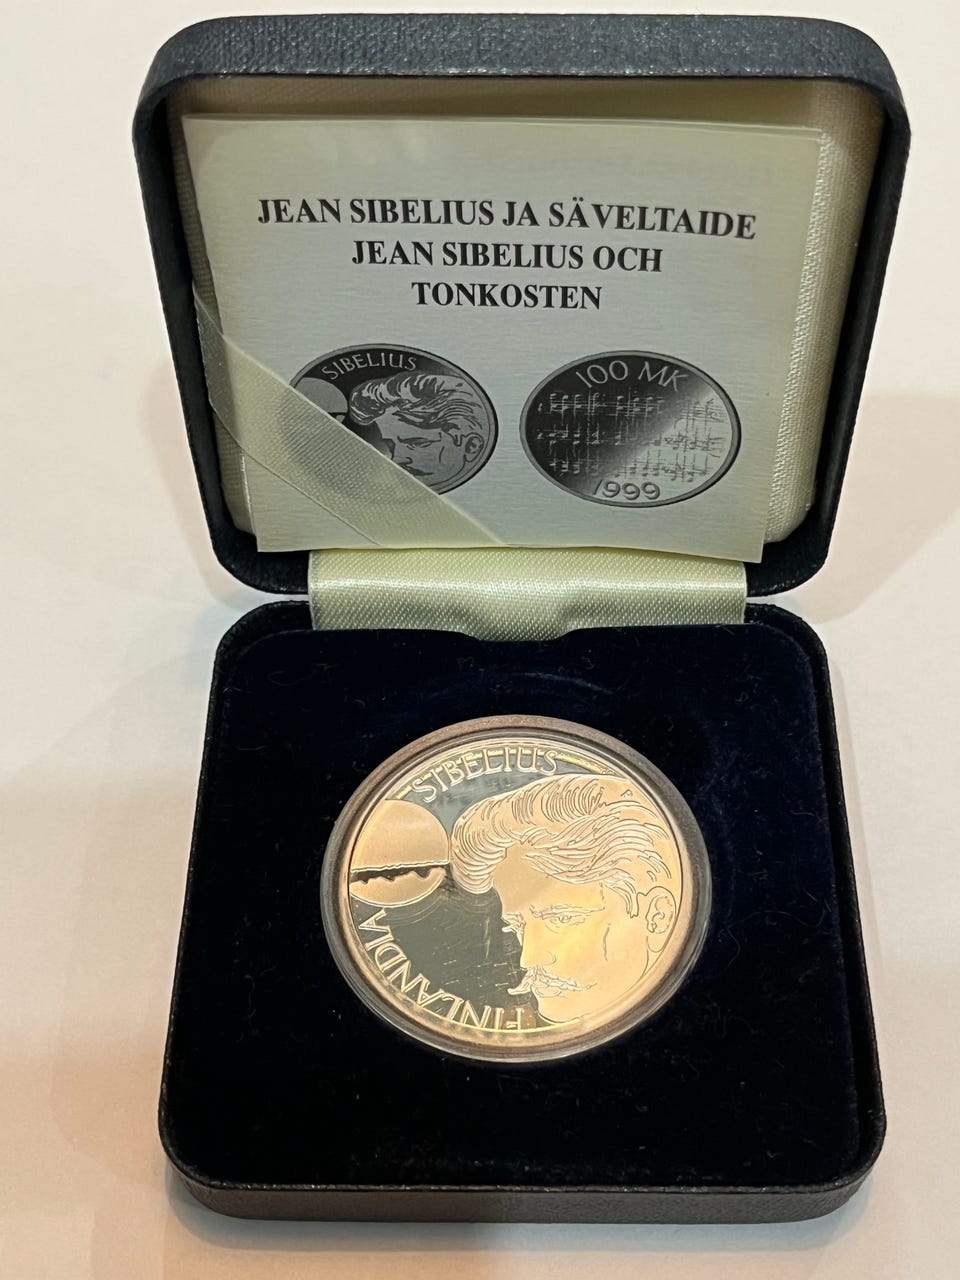 JEAN SIBELIUS JA SÄVELTAIDE
JEAN SIBELIUS OCH
TONKOSTEN
SIBELIUS
100 MK
1999
SIBELIUS
FINLANDIA